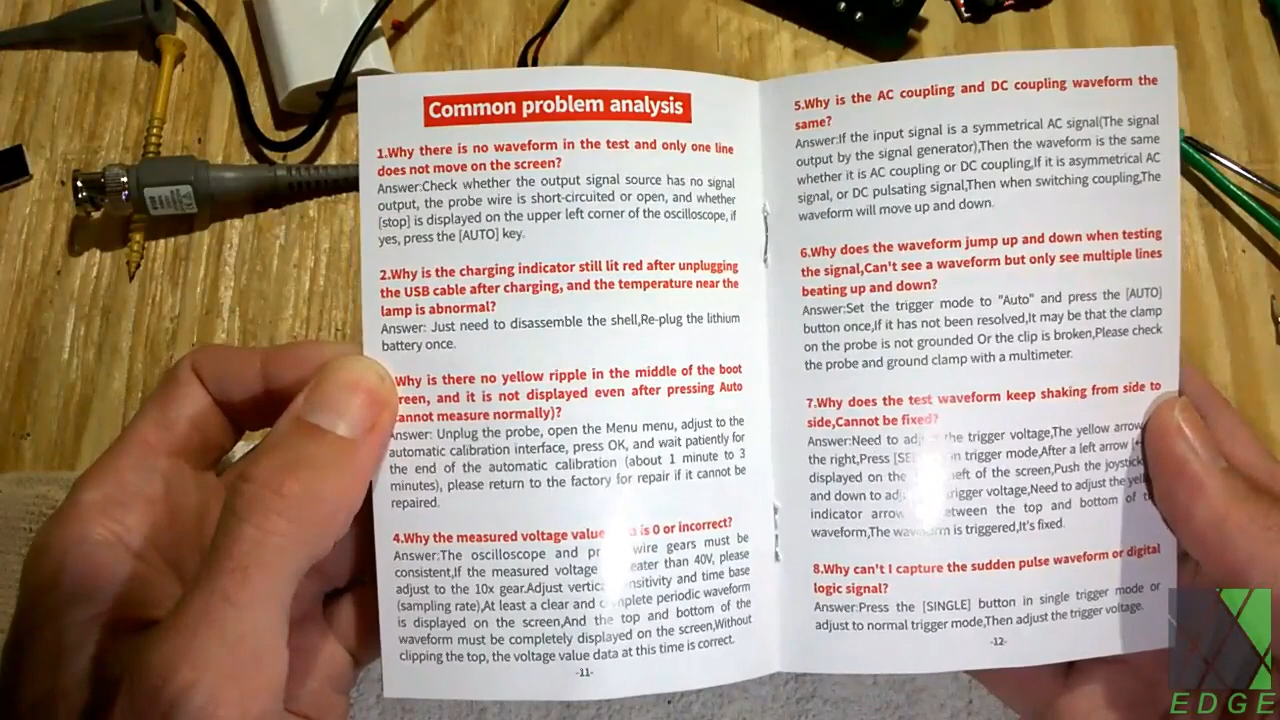 Common problem analysis
1.Why there is no waveform in the test and only one line
does not move on the screen?
Answer:Check whether the output signal source has no signal
output, the probe wire is short-circuited or open, and whether
[stop] is displayed on the upper left corner of the oscilloscope, if
yes, press the [AUTO] key.
2.Why is the charging indicator still lit red after unplugging
the USB cable after charging, and the temperature near the
lamp is abnormal?
Answer: Just need to disassemble the shell,Re-plug the lithium
battery once.
Why is there no yellow ripple in the middle of the boot
reen, and it is not displayed even after pressing Auto
annot measure normally)?
Answer: Unplug the probe, open the Menu menu, adjust to the
automatic calibration interface, press OK, and wait patiently for
the end of the automatic calibration (about 1 minute to 3
minutes), please return to the factory for repair if it cannot be
repaired.
4.Why the measured voltage value is 0 or incorrect?
Answer:The oscilloscope and wire gears must be
consistent,If the measured voltage eater than 40V, please
adjust to the 10x gear.Adjust vertic nsitivity and time base
(sampling rate),At least a clear and complete periodic waveform
is displayed on the screen,And the top and bottom of the
waveform must be completely displayed on the screen,Without
clipping the top, the voltage value data at this time is correct.
-11-
5.Why is the AC coupling and DC coupling waveform the
same?
Answer:If the input signal is a symmetrical AC signal(The signal
output by the signal generator),Then the waveform is the same
whether it is AC coupling or DC coupling,If it is asymmetrical AC
signal, or DC pulsating signal,Then when switching coupling,The
waveform will move up and down.
6.Why does the waveform jump up and down when testing
the signal,Can't see a waveform but only see multiple lines
beating up and down?
Answer:Set the trigger mode to "Auto" and press the [AUTO]
button once,If it has not been resolved,It may be that the clamp
on the probe is not grounded Or the clip is broken,Please check
the probe and ground clamp with a multimeter.
7.Why does the test waveform keep shaking from side to
side,Cannot be fixed?
Answer:Need to adj the trigger voltage,The yellow arrow
the right,Press [SE in trigger mode,After a left arrow
displayed on the left of the screen,Push the joystick
and down to adj trigger voltage,Need to adjust the yell
indicator arrow between the top and bottom of
waveform,The waveform is triggered,It's fixed.
8.Why can't I capture the sudden pulse waveform or digital
logic signal?
Answer:Press the [SINGLE] button in single trigger mode or
adjust to normal trigger mode,Then adjust the trigger voltage.
-12-
EDGE